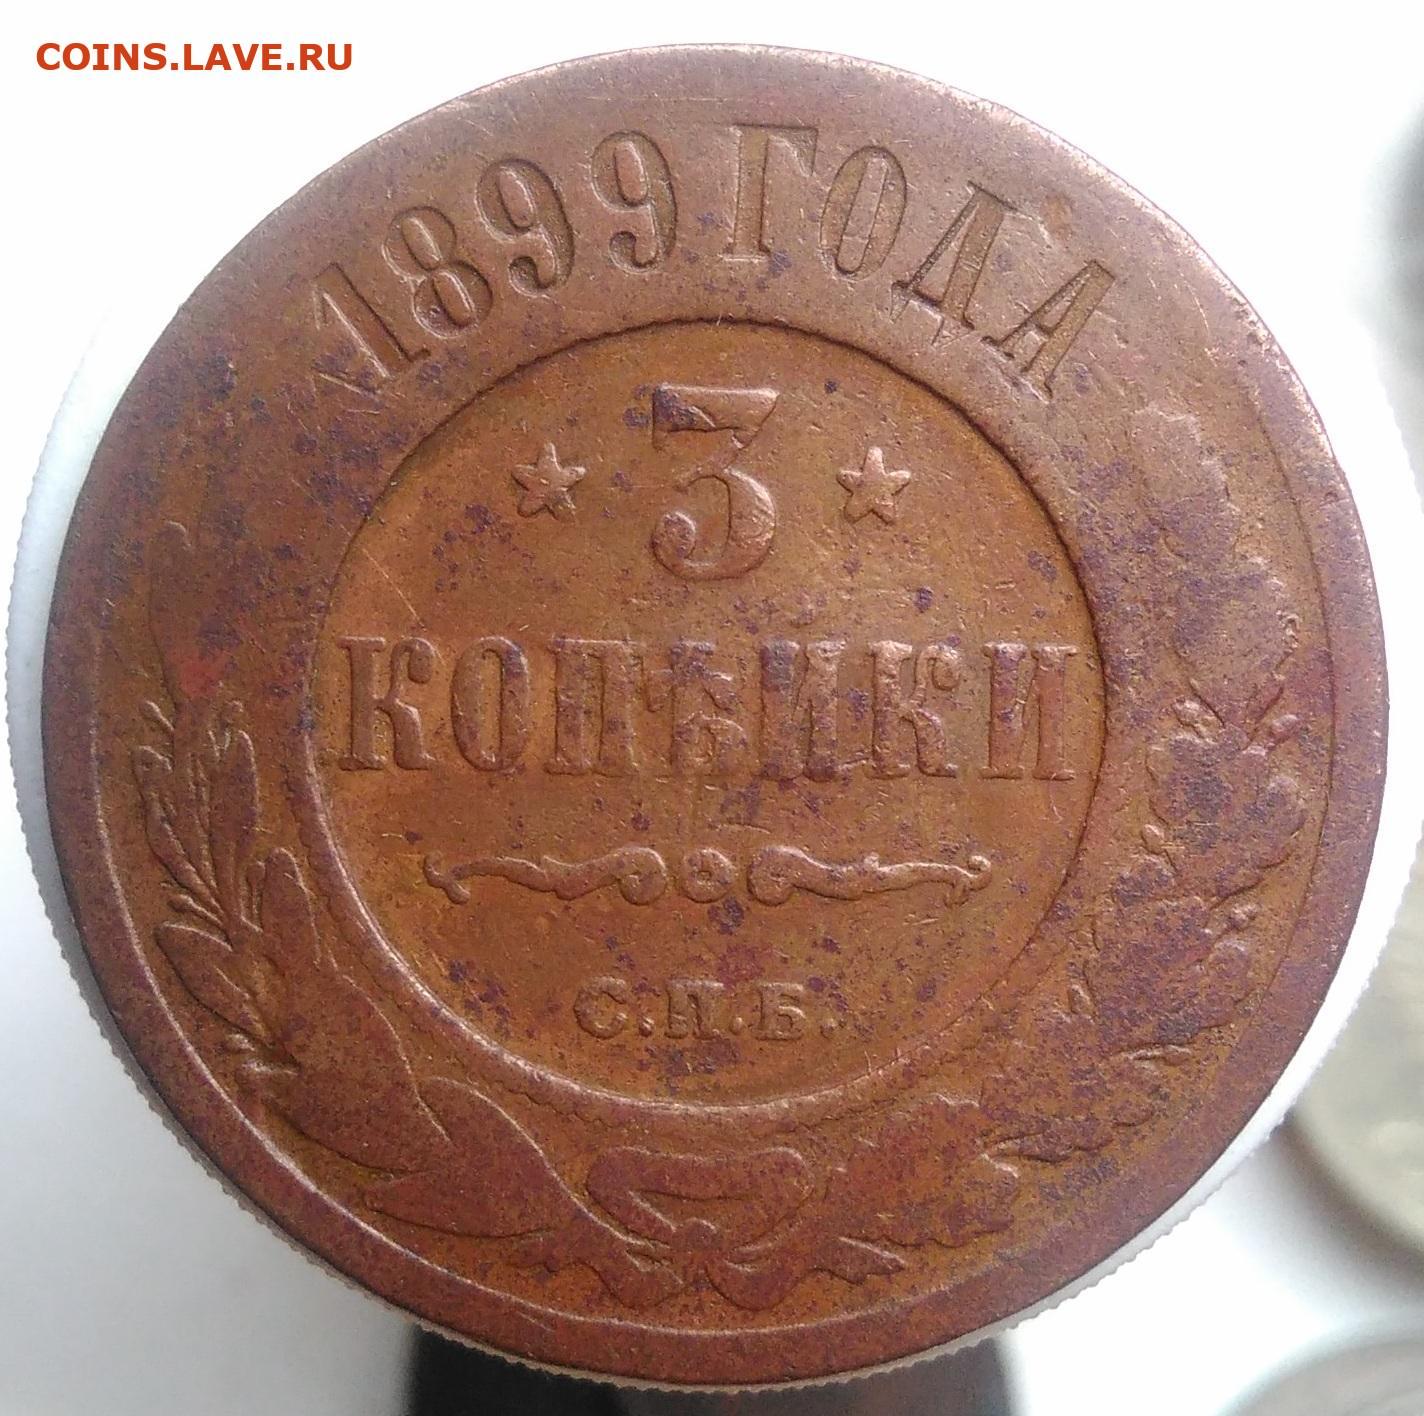 COINS.LAVE.RU
1899 ГОДА
3
КОПѢЙКИ
С.П.Б.